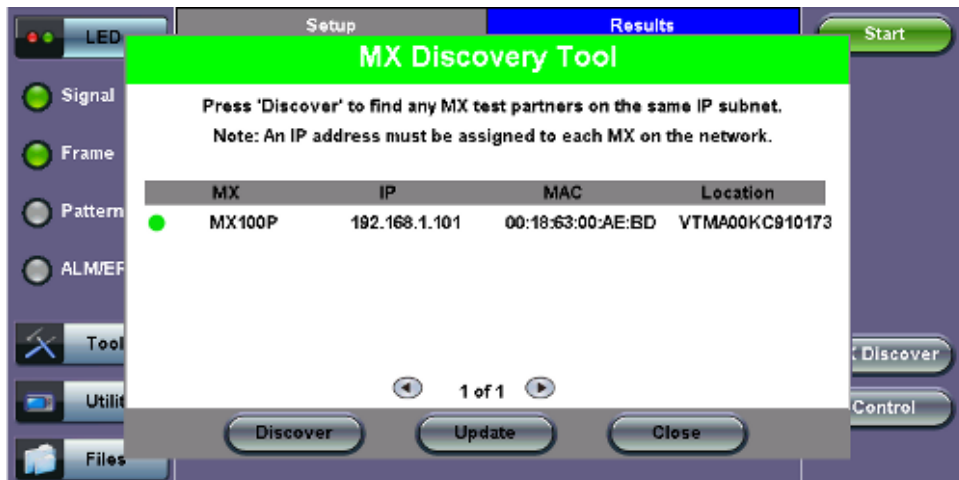 Setup Results
LED
Start
MX Discovery Tool
Signal
Press 'Discover' to find any MX test partners on the same IP subnet.
Note: An IP address must be assigned to each MX on the network.
Frame
MX IP MAC Location
Pattern
MX100P 192.168.1.101 00:18:63:00:AE:BD VTMA00KC910173
ALM/ER
Tool
Discover
1 of 1
Utilit
Control
Discover Update Close
Files